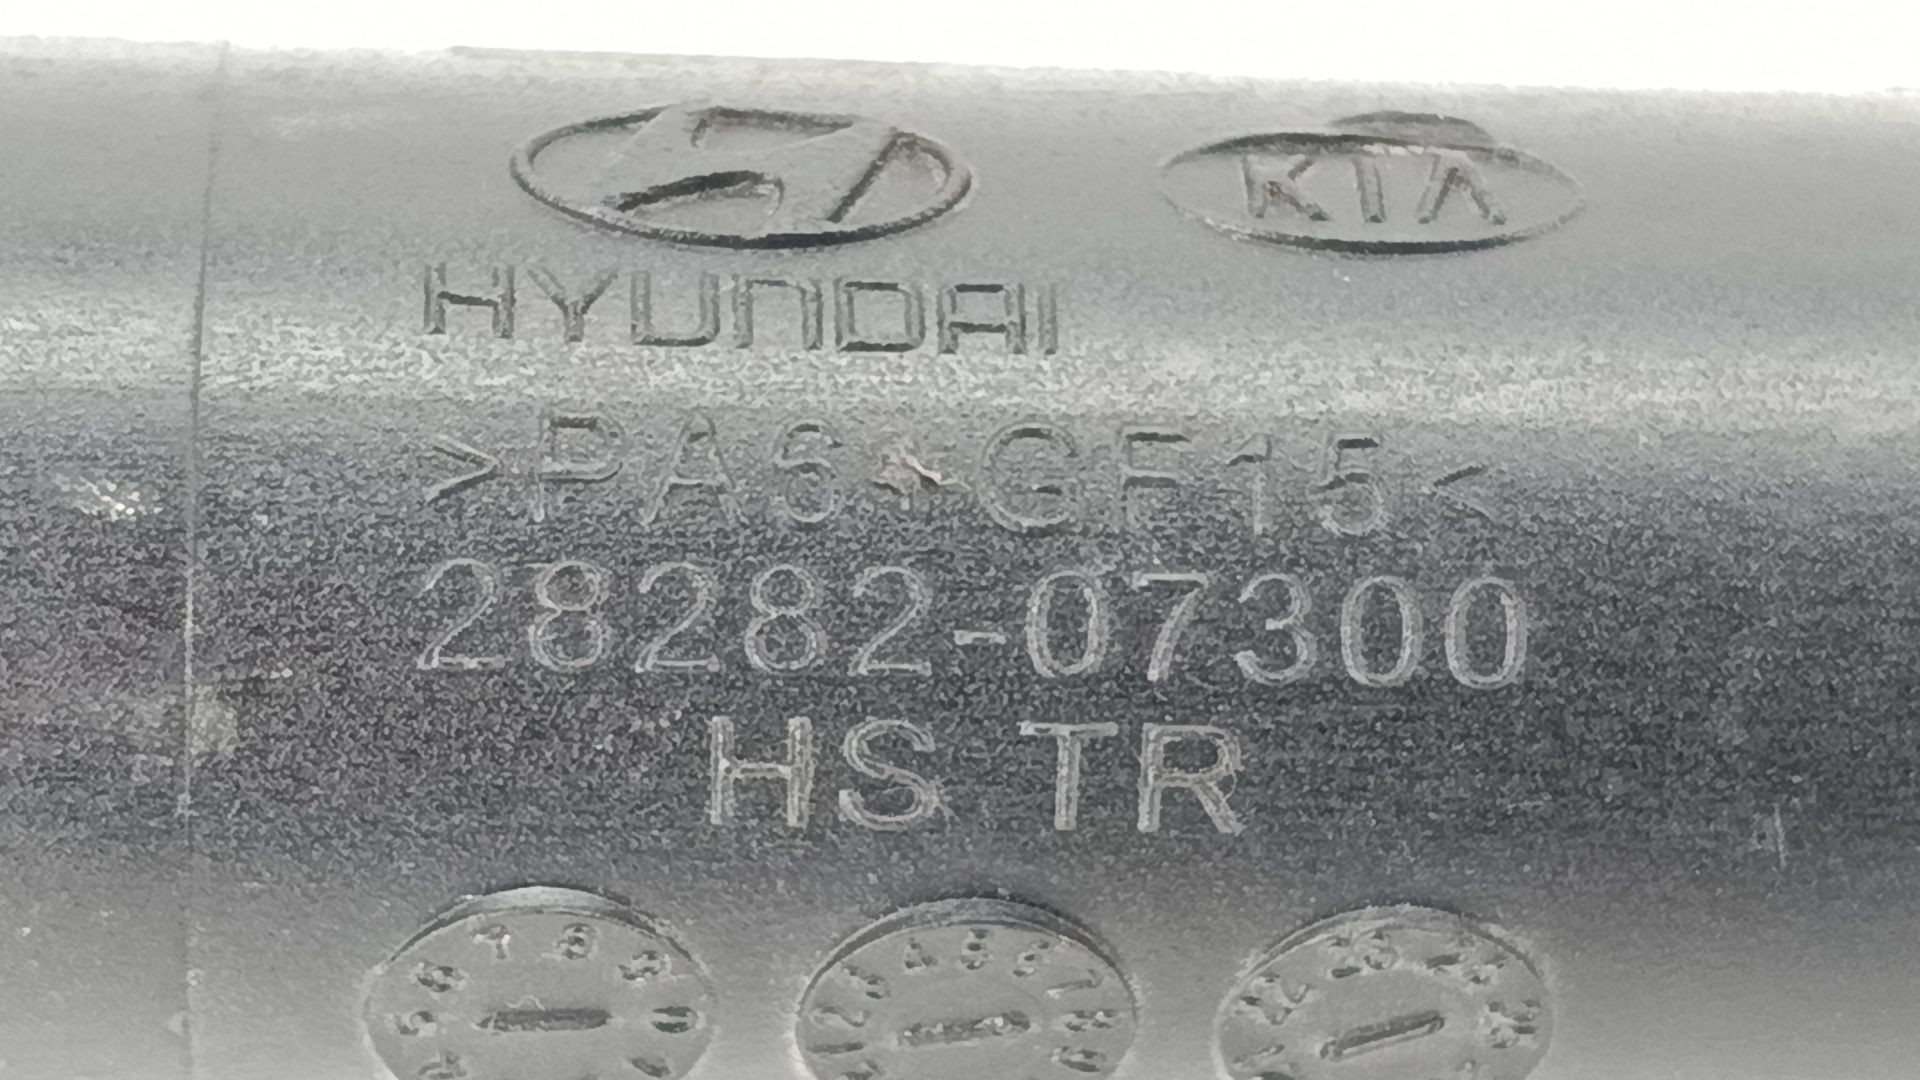 KIA
HYUNDAI
>PA6-GF15<
28282-07300
HS TR